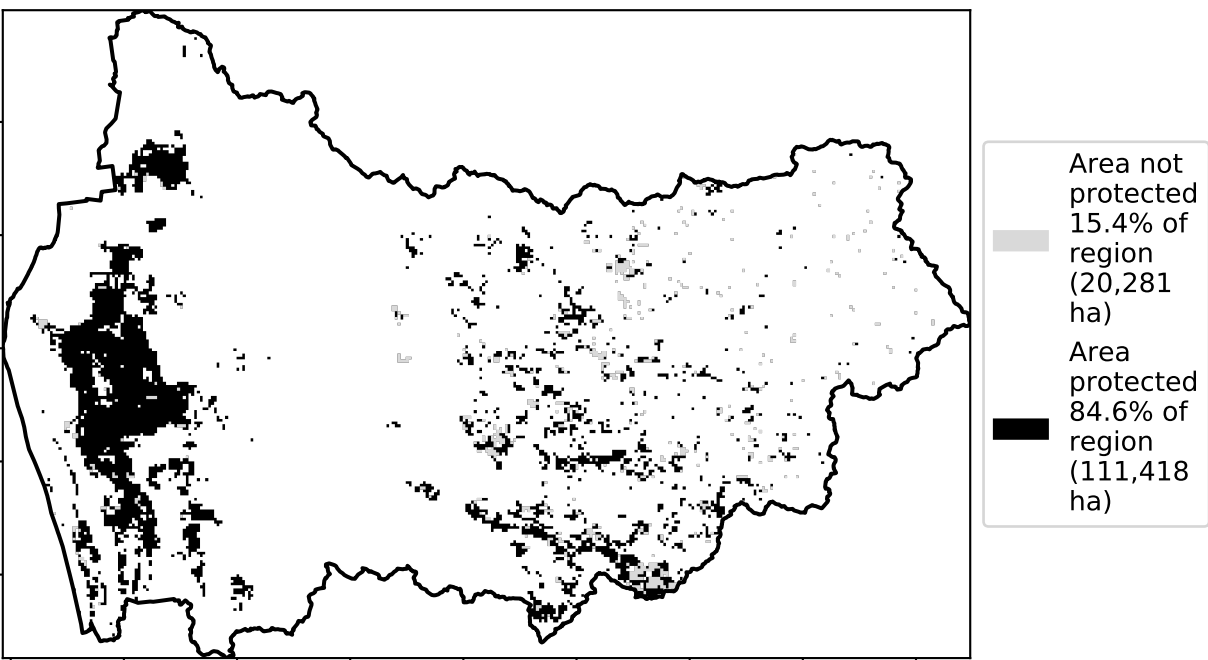 Area not
protected
15.4% of
region
(20,281
ha)
Area
protected
84.6% of
region
(111,418
ha)